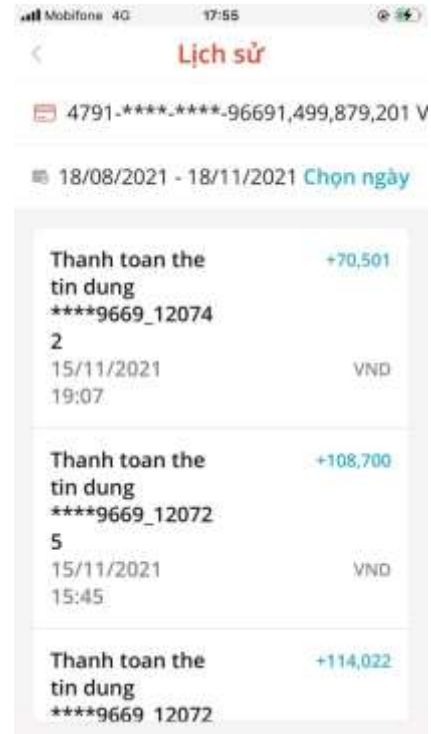 Mobifone 4G 17:55
Lịch sử
4791-****-****-96691,499,879,201 V
18/08/2021 - 18/11/2021 Chọn ngày
Thanh toan the +70,501
tin dung
****9669_12074
2
15/11/2021 VND
19:07
Thanh toan the +108,700
tin dung
****9669_12072
5
15/11/2021 VND
15:45
Thanh toan the +114,022
tin dung
****9669_12072